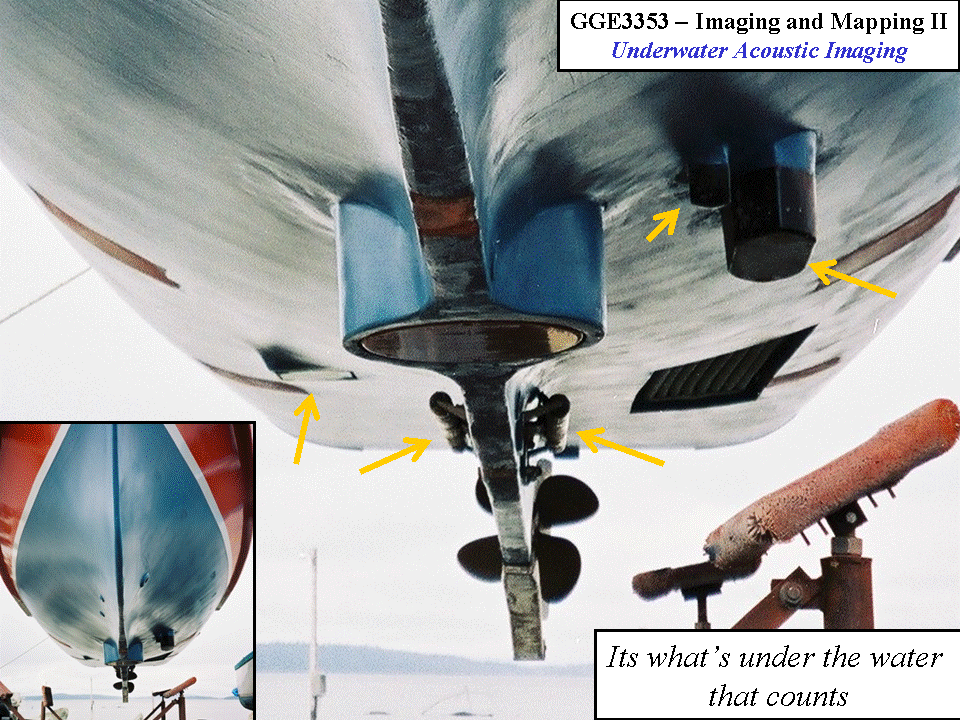 GGE3353 – Imaging and Mapping II
Underwater Acoustic Imaging
Its what's under the water
that counts